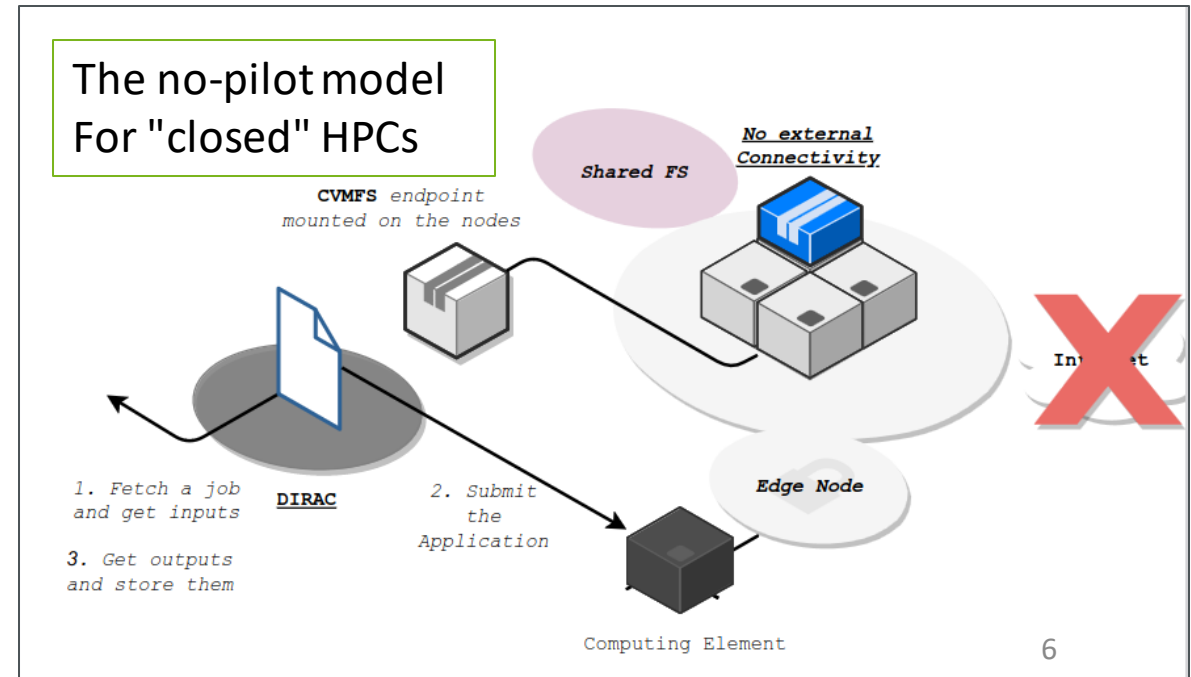 The no-pilot model
For "closed" HPCs
No external
Connectivity
Shared FS
CVMFS endpoint
mounted on the nodes
1. Fetch a job
and get inputs
DIRAC
2. Submit
the
Application
Edge Node
3. Get outputs
and store them
Computing Element
6